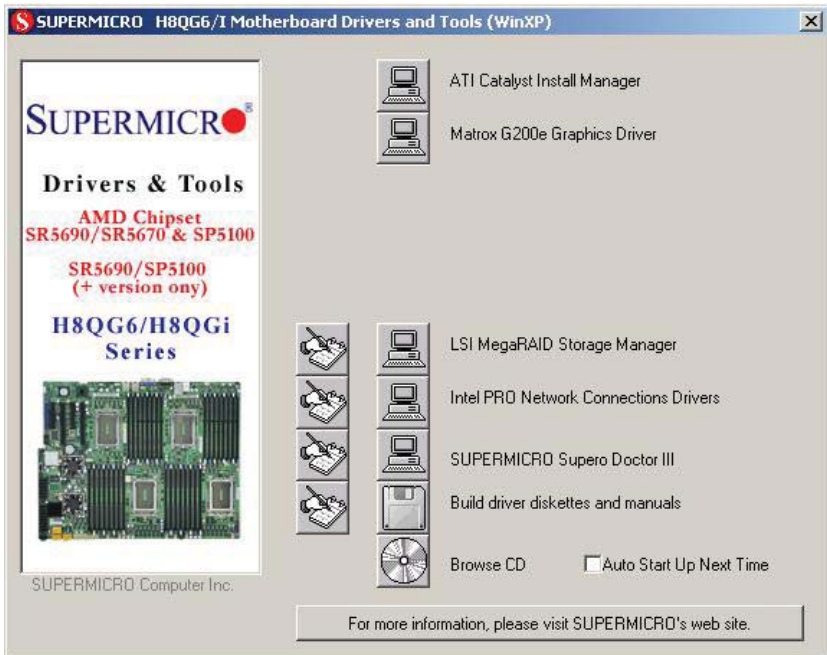 SUPERMICRO H8QG6/I Motherboard Drivers and Tools (WinXP)
SUPERMICRO®
Drivers & Tools
AMD Chipset
SR5690/SR5670 & SP5100
SR5690/SP5100
(+ version ony)
H8QG6/H8QGi
Series
SUPERMICRO Computer Inc.
ATI Catalyst Install Manager
Matrox G200e Graphics Driver
LSI MegaRAID Storage Manager
Intel PRO Network Connections Drivers
SUPERMICRO Supero Doctor III
Build driver diskettes and manuals
Browse CD Auto Start Up Next Time
For more information, please visit SUPERMICRO's web site.